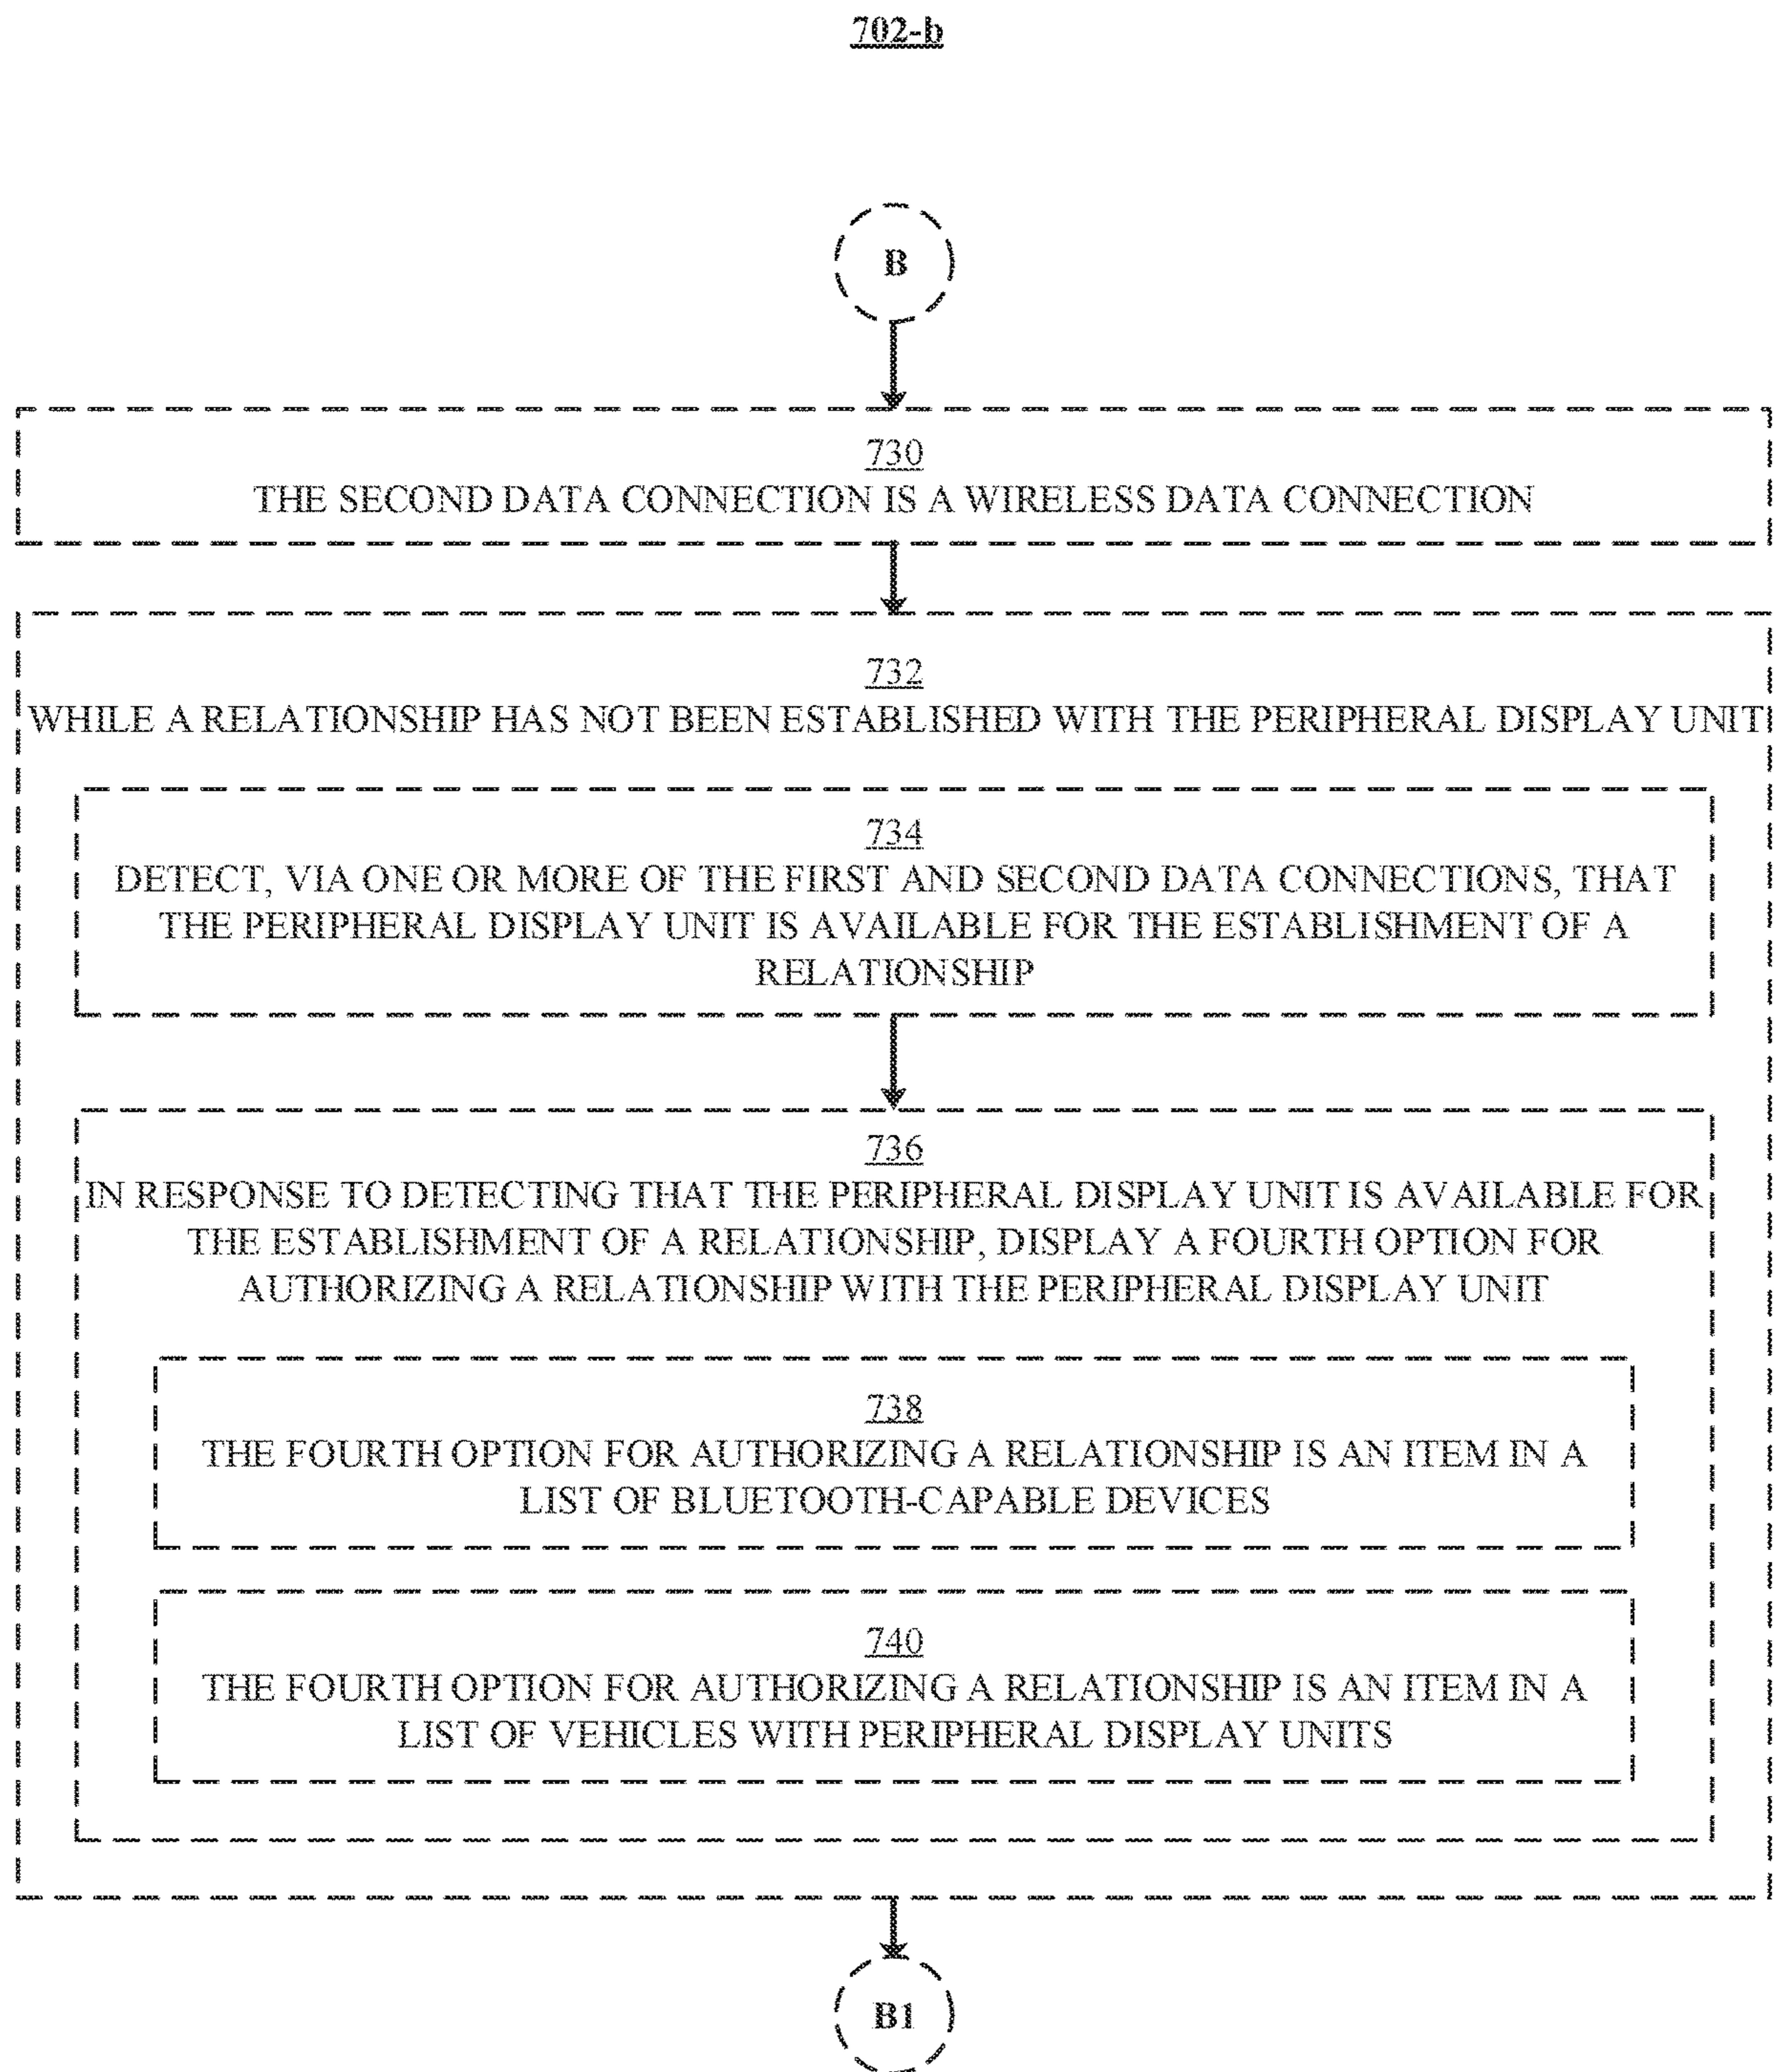 702-b
B
730
THE SECOND DATA CONNECTION IS A WIRELESS DATA CONNECTION
732
WHILE A RELATIONSHIP HAS NOT BEEN ESTABLISHED WITH THE PERIPHERAL DISPLAY UNIT
734
DETECT, VIA ONE OR MORE OF THE FIRST AND SECOND DATA CONNECTIONS, THAT
THE PERIPHERAL DISPLAY UNIT IS AVAILABLE FOR THE ESTABLISHMENT OF A
RELATIONSHIP
736
IN RESPONSE TO DETECTING THAT THE PERIPHERAL DISPLAY UNIT IS AVAILABLE FOR
THE ESTABLISHMENT OF A RELATIONSHIP, DISPLAY A FOURTH OPTION FOR
AUTHORIZING A RELATIONSHIP WITH THE PERIPHERAL DISPLAY UNIT
738
THE FOURTH OPTION FOR AUTHORIZING A RELATIONSHIP IS AN ITEM IN A
LIST OF BLUETOOTH-CAPABLE DEVICES
740
THE FOURTH OPTION FOR AUTHORIZING A RELATIONSHIP IS AN ITEM IN A
LIST OF VEHICLES WITH PERIPHERAL DISPLAY UNITS
B1